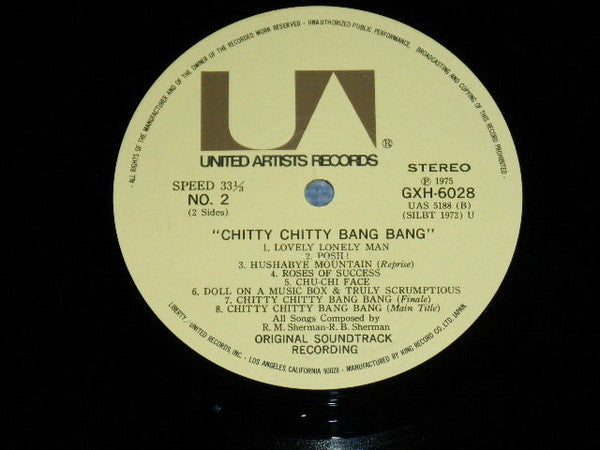 ALL RIGHTS OF THE MANUFACTURER AND OF THE OWNER OF THE RECORDED WORK RESERVED - UNAUTHORIZED PUBLIC PERFORMANCE, BROADCASTING AND COPYING OF THIS RECORD PROHIBITED.
UA
®
UNITED ARTISTS RECORDS
SPEED 33⅓
NO. 2
(2 Sides)
STEREO
Ⓟ 1975
GXH-6028
UAS 5188 (B)
(SILBT 1972) U
"CHITTY CHITTY BANG BANG"
1. LOVELY LONELY MAN
2. POSH!
3. HUSHABYE MOUNTAIN (Reprise)
4. ROSES OF SUCCESS
5. CHU-CHI FACE
6. DOLL ON A MUSIC BOX & TRULY SCRUMPTIOUS
7. CHITTY CHITTY BANG BANG (Finale)
8. CHITTY CHITTY BANG BANG (Main Title)
All Songs Composed by
R. M. Sherman-R. B. Sherman
ORIGINAL SOUNDTRACK
RECORDING
LIBERTY/UNITED RECORDS, INC. - LOS ANGELES, CALIFORNIA 90028 - MANUFACTURED BY KING RECORD CO., LTD. JAPAN.